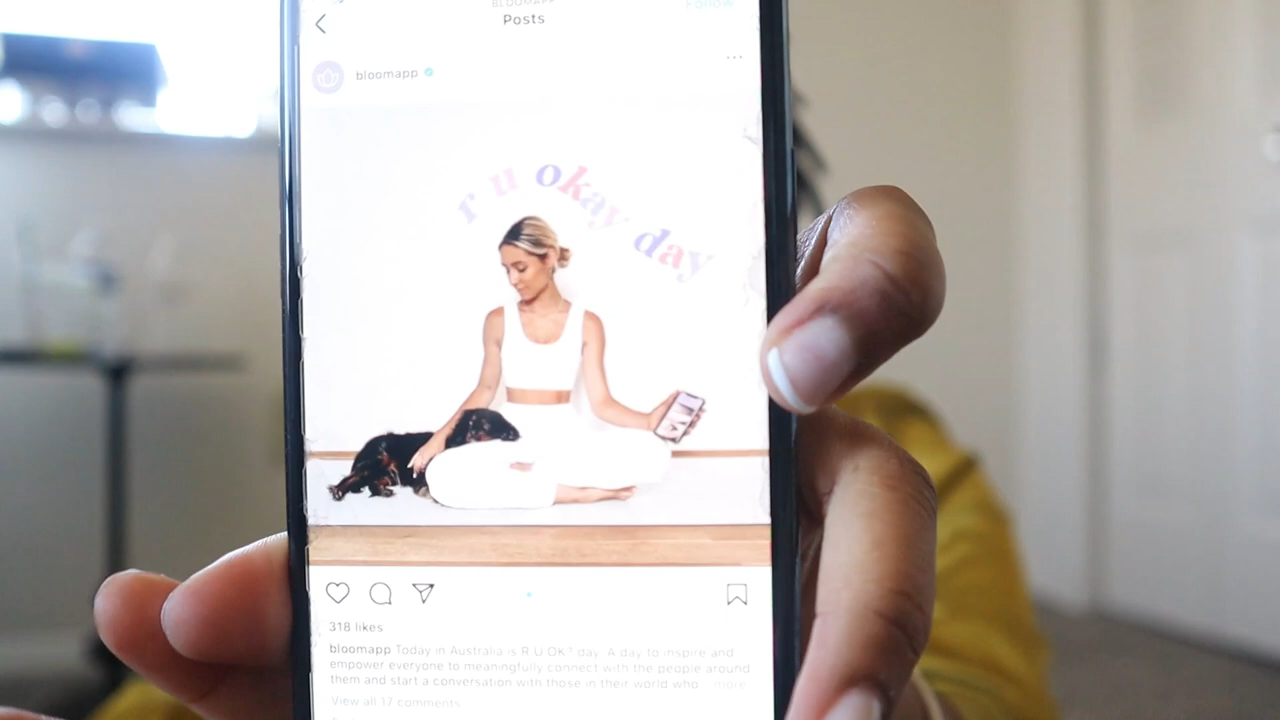 BLOOMAPP
Posts
Follow
bloomapp
r u okay day
318 likes
bloomapp Today in Australia is R U OK? day. A day to inspire and
empower everyone to meaningfully connect with the people around
them and start a conversation with those in their world who ... more
View all 17 comments